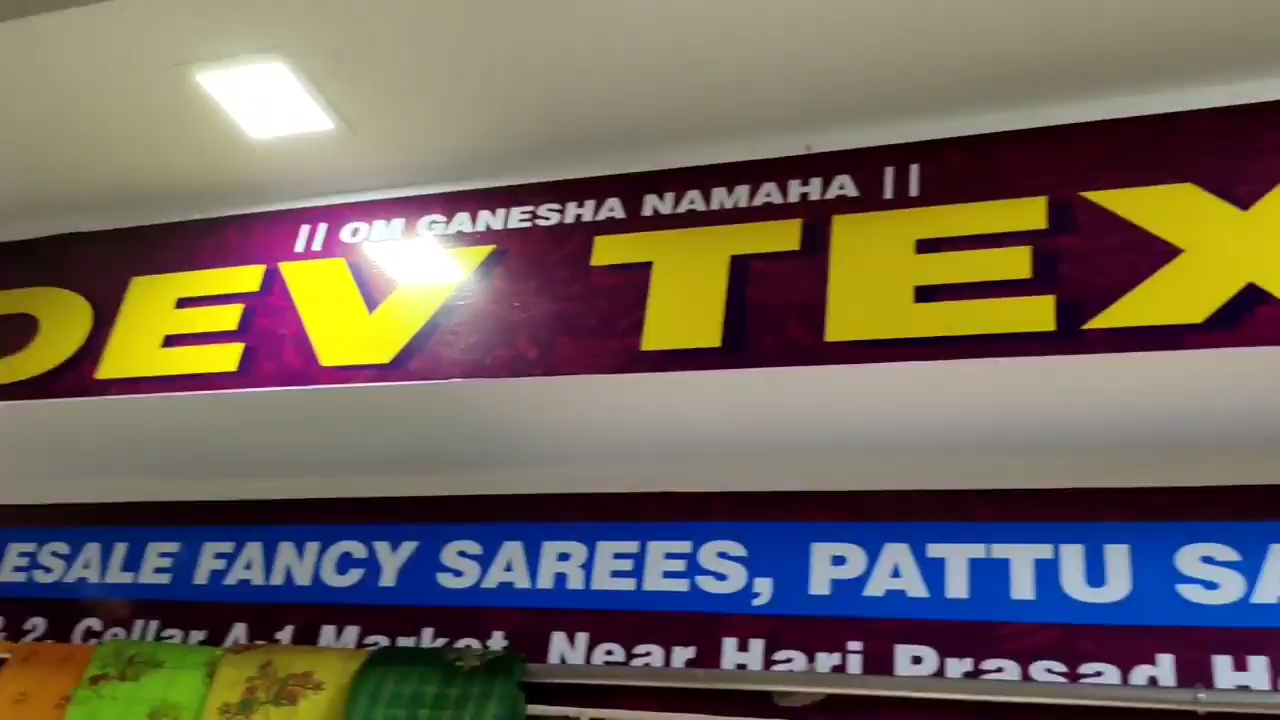 || OM GANESHA NAMAHA ||
DEV TEX
ESALE FANCY SAREES, PATTU SA
& 2, Cellar A-1 Market, Near Hari Prasad H